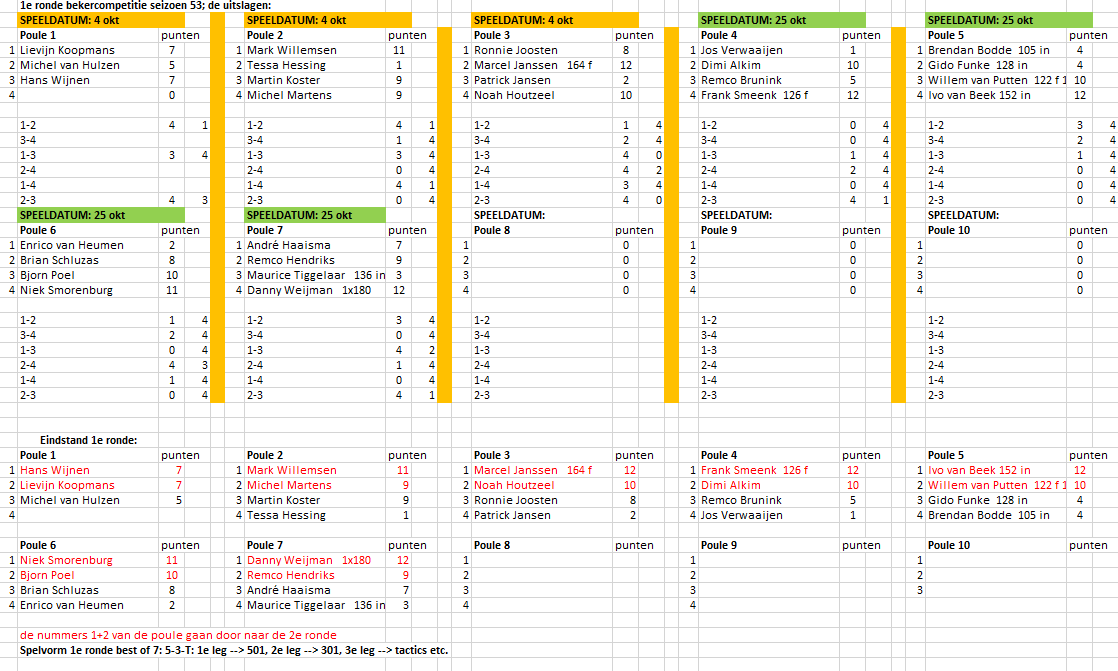 1e ronde bekercompetitie seizoen 53; de uitslagen:
SPEELDATUM: 4 okt SPEELDATUM: 4 okt SPEELDATUM: 4 okt SPEELDATUM: 25 okt SPEELDATUM: 25 okt
Poule 1 punten Poule 2 punten Poule 3 punten Poule 4 punten Poule 5 punten
1 Lievijn Koopmans 7 1 Mark Willemsen 11 1 Ronnie Joosten 8 1 Jos Verwaaijen 1 1 Brendan Bodde 105 in 4
2 Michel van Hulzen 5 2 Tessa Hessing 1 2 Marcel Janssen 164 f 12 2 Dimi Alkim 10 2 Gido Funke 128 in 4
3 Hans Wijnen 7 3 Martin Koster 9 3 Patrick Jansen 2 3 Remco Brunink 5 3 Willem van Putten 122 f 1 10
4 0 4 Michel Martens 9 4 Noah Houtzeel 10 4 Frank Smeenk 126 f 12 4 Ivo van Beek 152 in 12
1-2 4 1 1-2 4 1 1-2 1 4 1-2 0 4 1-2 3 4
3-4 3-4 1 4 3-4 2 4 3-4 0 4 3-4 2 4
1-3 3 4 1-3 3 4 1-3 4 0 1-3 1 4 1-3 1 4
2-4 2-4 0 4 2-4 4 2 2-4 2 4 2-4 0 4
1-4 1-4 4 1 1-4 3 4 1-4 0 4 1-4 0 4
2-3 4 3 2-3 0 4 2-3 4 0 2-3 4 1 2-3 0 4
SPEELDATUM: 25 okt SPEELDATUM: 25 okt SPEELDATUM: SPEELDATUM: SPEELDATUM:
Poule 6 punten Poule 7 punten Poule 8 punten Poule 9 punten Poule 10 punten
1 Enrico van Heumen 2 1 André Haaisma 7 1 0 1 0 1 0
2 Brian Schluzas 8 2 Remco Hendriks 9 2 0 2 0 2 0
3 Bjorn Poel 10 3 Maurice Tiggelaar 136 in 3 3 0 3 0 3 0
4 Niek Smorenburg 11 4 Danny Weijman 1x180 12 4 0 4 0 4 0
1-2 1 4 1-2 3 4 1-2 1-2 1-2
3-4 2 4 3-4 0 4 3-4 3-4 3-4
1-3 0 4 1-3 4 2 1-3 1-3 1-3
2-4 4 3 2-4 1 4 2-4 2-4 2-4
1-4 1 4 1-4 0 4 1-4 1-4 1-4
2-3 0 4 2-3 4 1 2-3 2-3 2-3
Eindstand 1e ronde:
Poule 1 punten Poule 2 punten Poule 3 punten Poule 4 punten Poule 5 punten
1 Hans Wijnen 7 1 Mark Willemsen 11 1 Marcel Janssen 164 f 12 1 Frank Smeenk 126 f 12 1 Ivo van Beek 152 in 12
2 Lievijn Koopmans 7 2 Michel Martens 9 2 Noah Houtzeel 10 2 Dimi Alkim 10 2 Willem van Putten 122 f 1 10
3 Michel van Hulzen 5 3 Martin Koster 9 3 Ronnie Joosten 8 3 Remco Brunink 5 3 Gido Funke 128 in 4
4 4 Tessa Hessing 1 4 Patrick Jansen 2 4 Jos Verwaaijen 1 4 Brendan Bodde 105 in 4
Poule 6 punten Poule 7 punten Poule 8 punten Poule 9 punten Poule 10 punten
1 Niek Smorenburg 11 1 Danny Weijman 1x180 12 1 1 1
2 Bjorn Poel 10 2 Remco Hendriks 9 2 2 2
3 Brian Schluzas 8 3 André Haaisma 7 3 3 3
4 Enrico van Heumen 2 4 Maurice Tiggelaar 136 in 3 4 4
de nummers 1+2 van de poule gaan door naar de 2e ronde
Spelvorm 1e ronde best of 7: 5-3-T: 1e leg --> 501, 2e leg --> 301, 3e leg --> tactics etc.